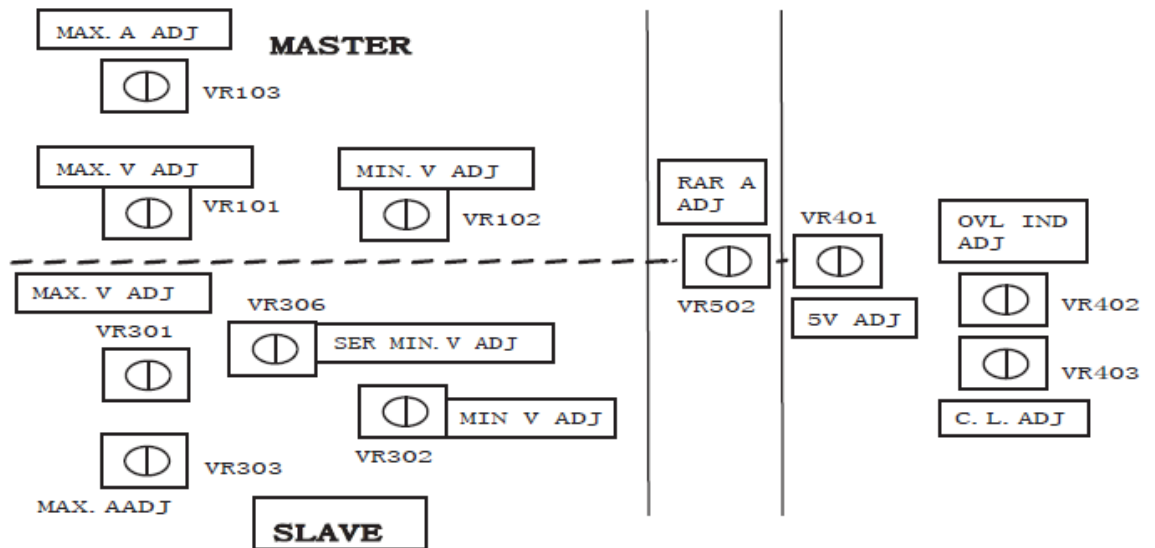 MAX. A ADJ
MASTER
VR103
MAX. V ADJ
VR101
MIN. V ADJ
VR102
RAR A
ADJ
VR502
VR401
5V ADJ
OVL IND
ADJ
VR402
VR403
C. L. ADJ
MAX. V ADJ
VR301
VR306
SER MIN. V ADJ
MIN V ADJ
VR302
VR303
MAX. AADJ
SLAVE